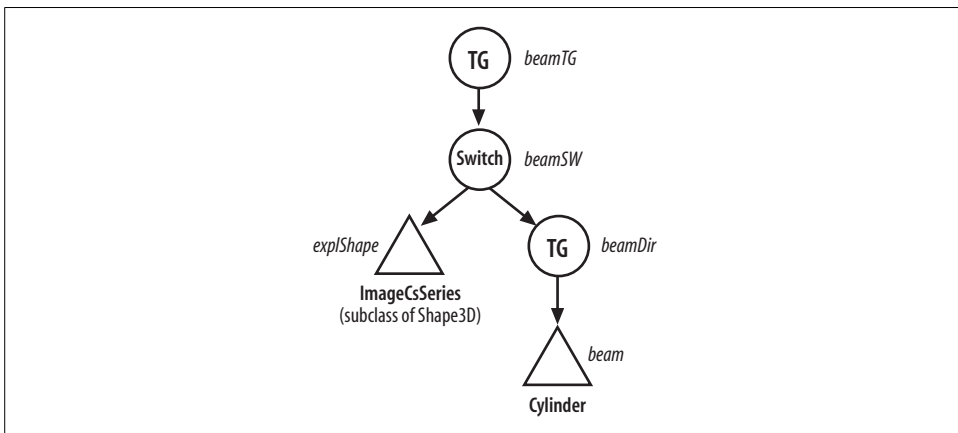 TG beamTG
Switch beamSW
explShape
TG beamDir
ImageCsSeries
(subclass of Shape3D)
beam
Cylinder